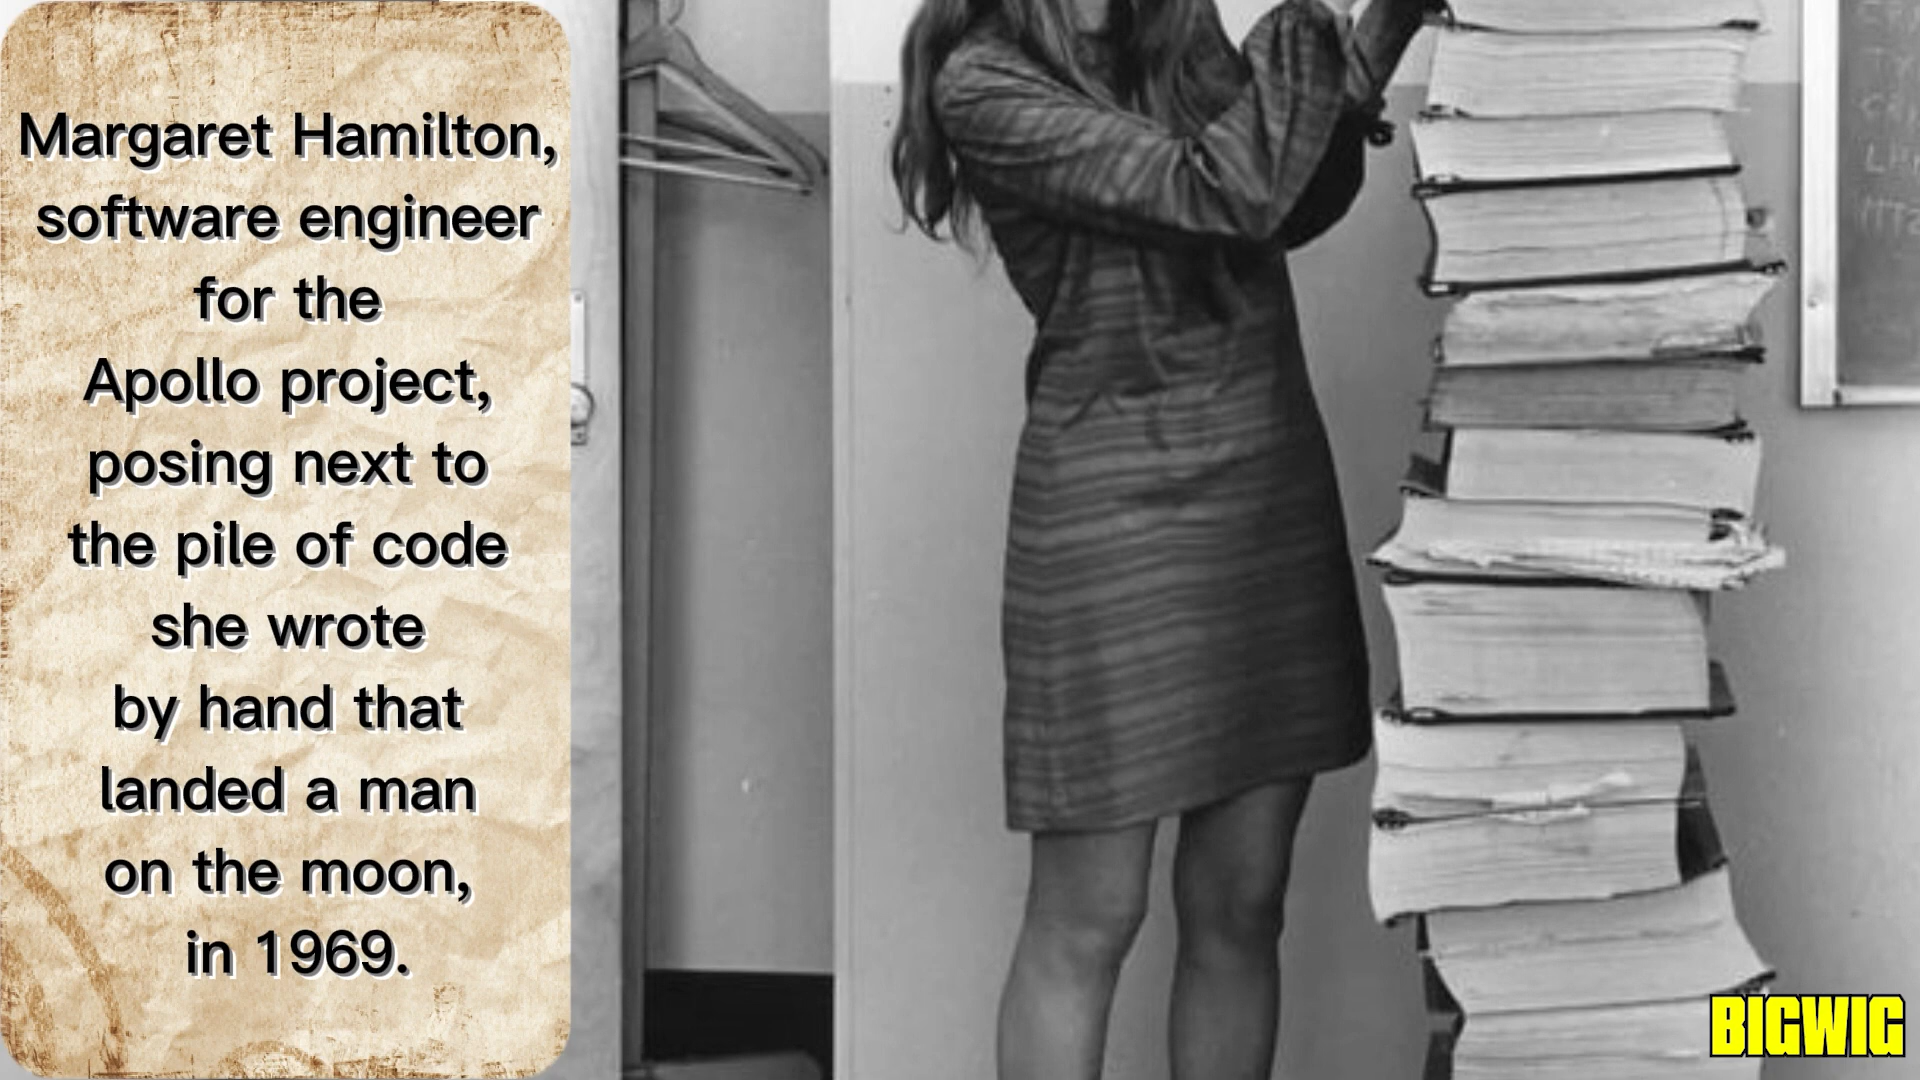 Margaret Hamilton,
software engineer
for the
Apollo project,
posing next to
the pile of code
she wrote
by hand that
landed a man
on the moon,
in 1969.
BIGWIG